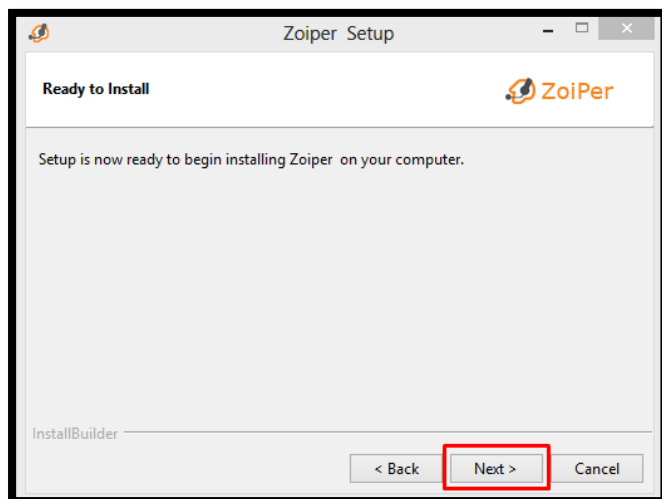 Zoiper Setup
Ready to Install
ZoiPer
Setup is now ready to begin installing Zoiper on your computer.
InstallBuilder
< Back Next > Cancel